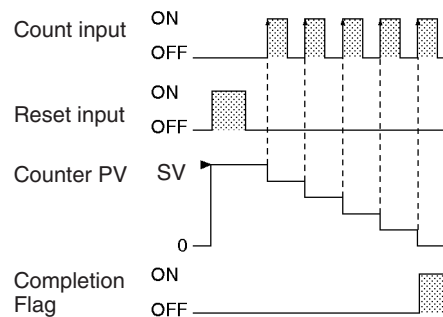 ON
Count input
OFF
ON
Reset input
OFF
Counter PV SV
0
Completion
Flag
ON
OFF